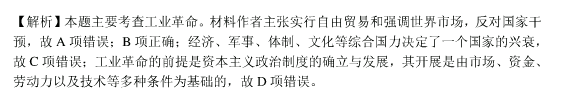 【解析】本题主要考查工业革命。材料作者主张实行自由贸易和强调世界市场，反对国家干
预，故 A 项错误；B 项正确；经济、军事、体制、文化等综合国力决定了一个国家的兴衰，
故 C 项错误；工业革命的前提是资本主义政治制度的确立与发展，其开展是由市场、资金、
劳动力以及技术等多种条件为基础的，故 D 项错误。